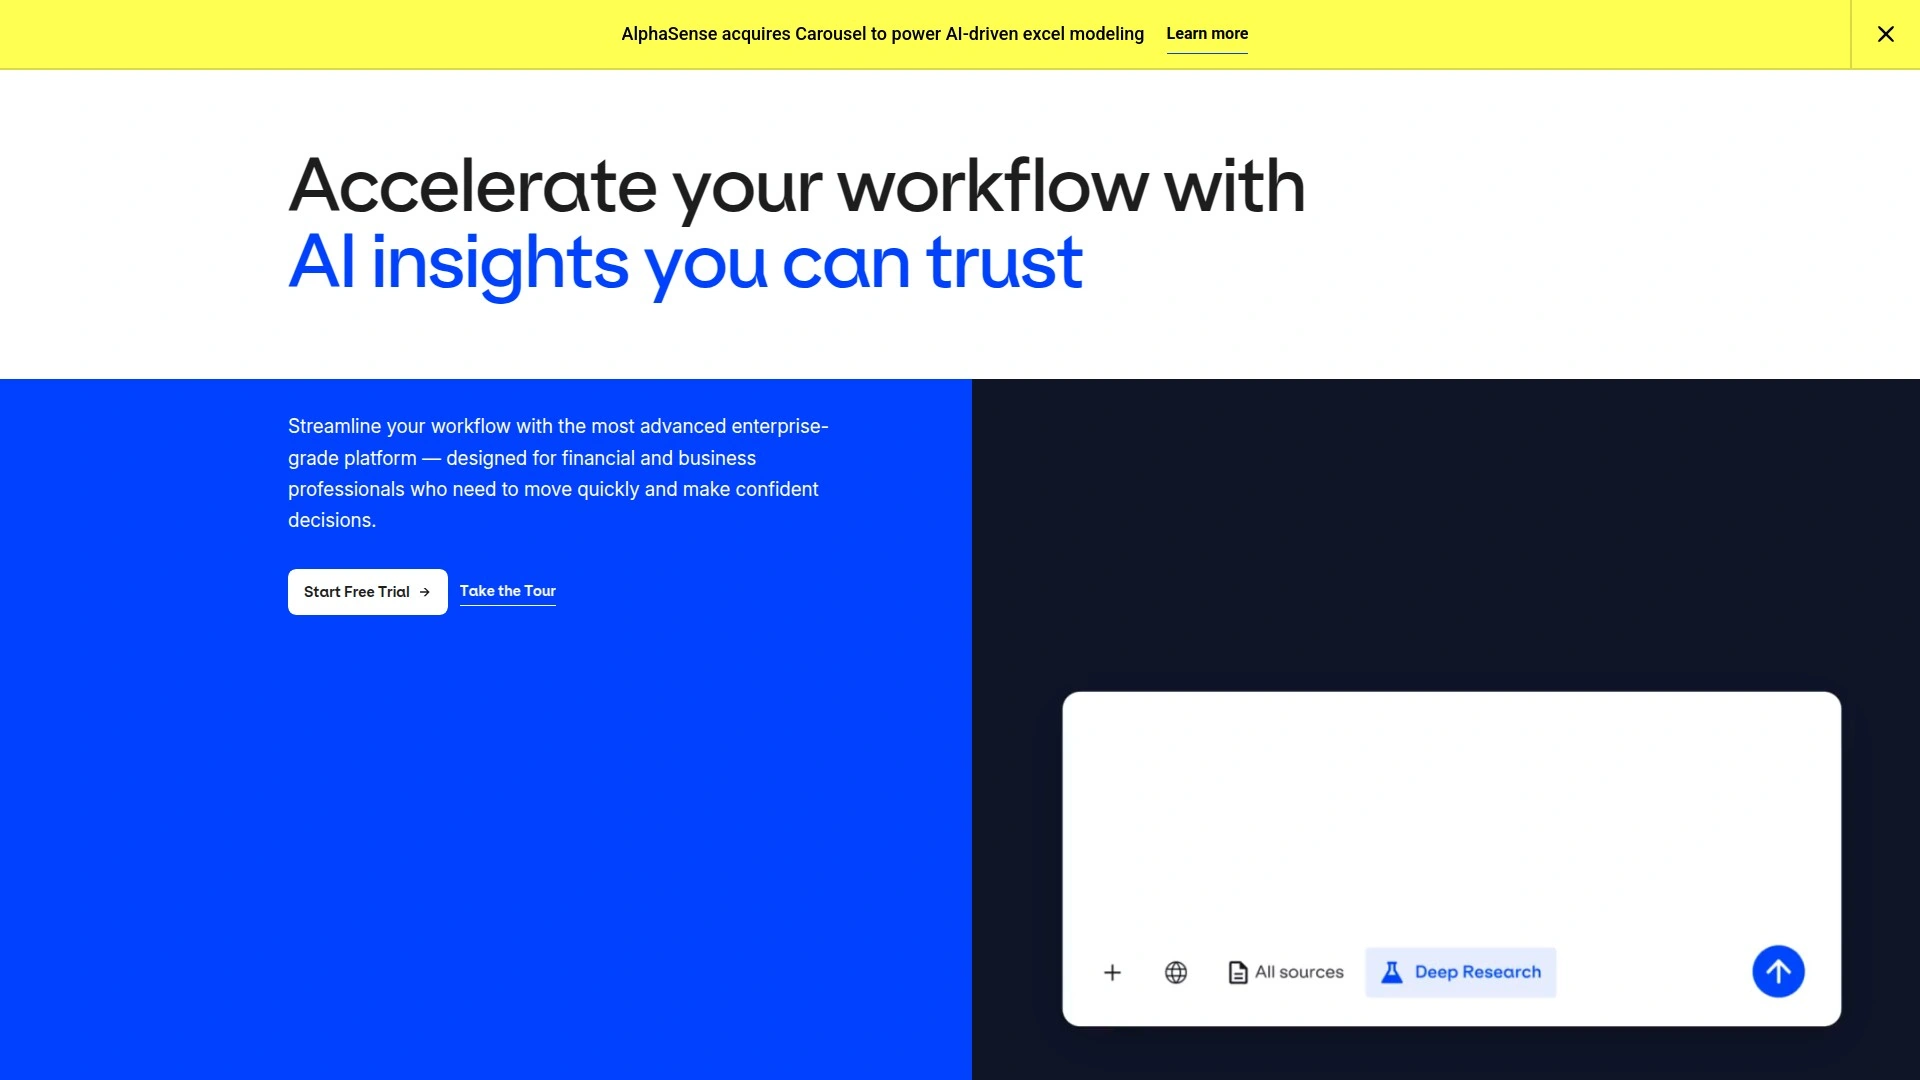 AlphaSense acquires Carousel to power AI-driven excel modeling Learn more
Accelerate your workflow with
AI insights you can trust
Streamline your workflow with the most advanced enterprise-
grade platform — designed for financial and business
professionals who need to move quickly and make confident
decisions.
Start Free Trial → Take the Tour
All sources Deep Research